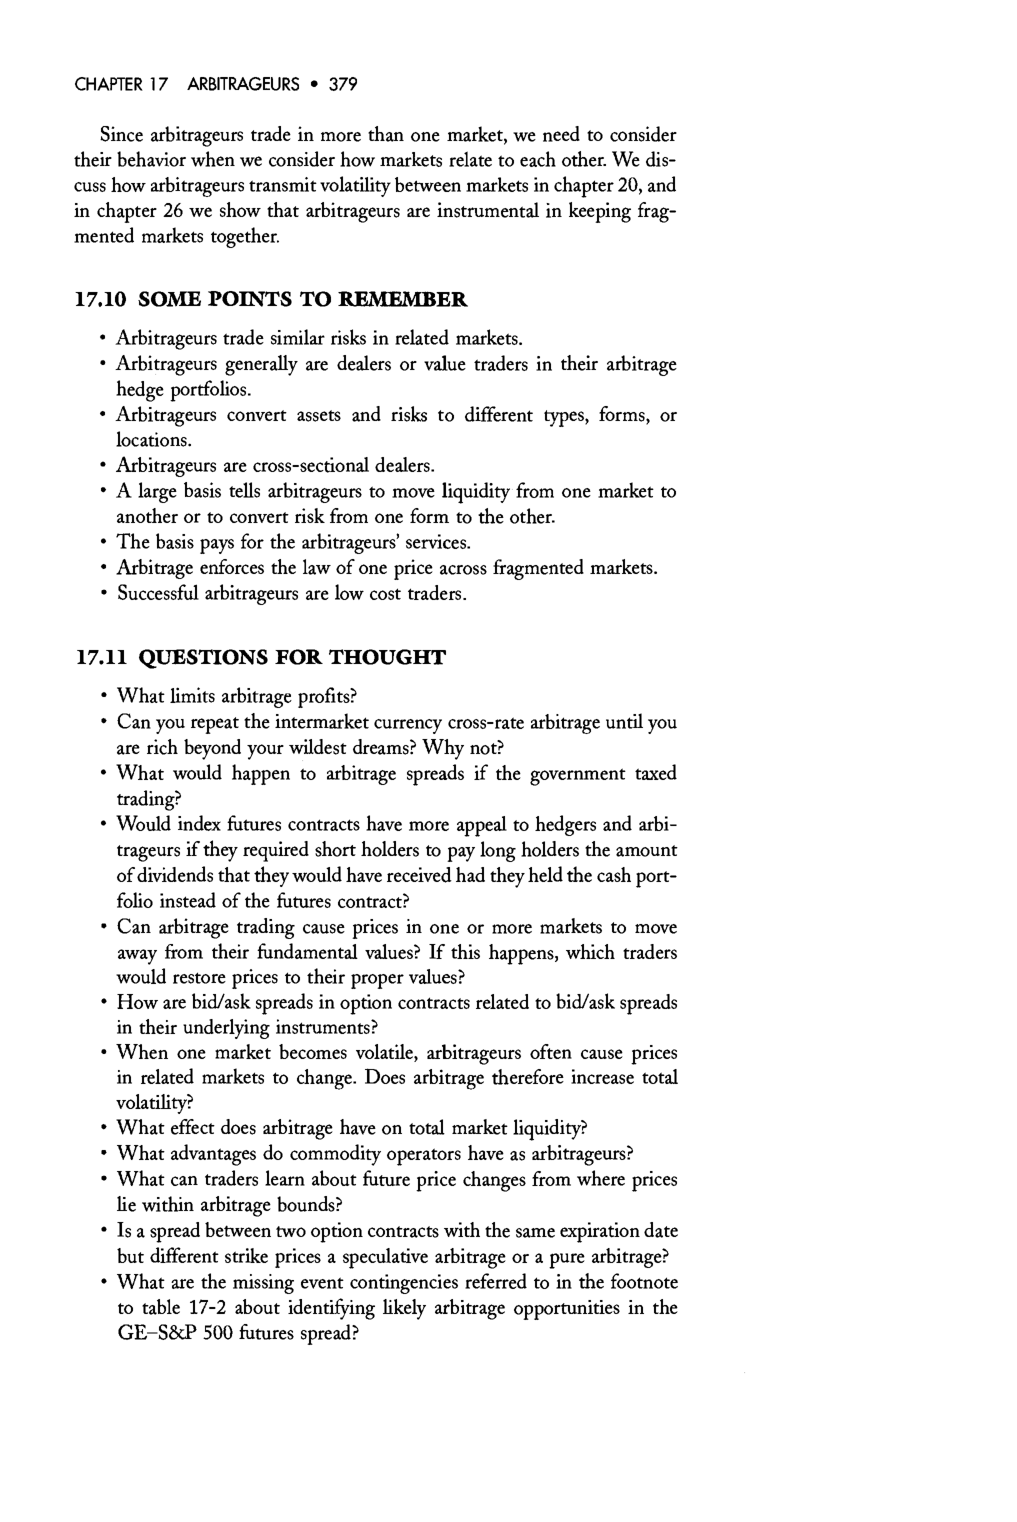 CHAPTER 17 ARBITRAGEURS • 379
Since arbitrageurs trade in more than one market, we need to consider
their behavior when we consider how markets relate to each other. We dis-
cuss how arbitrageurs transmit volatility between markets in chapter 20, and
in chapter 26 we show that arbitrageurs are instrumental in keeping frag-
mented markets together.
17.10 SOME POINTS TO REMEMBER
• Arbitrageurs trade similar risks in related markets.
• Arbitrageurs generally are dealers or value traders in their arbitrage
hedge portfolios.
• Arbitrageurs convert assets and risks to different types, forms, or
locations.
• Arbitrageurs are cross-sectional dealers.
• A large basis tells arbitrageurs to move liquidity from one market to
another or to convert risk from one form to the other.
• The basis pays for the arbitrageurs' services.
• Arbitrage enforces the law of one price across fragmented markets.
• Successful arbitrageurs are low cost traders.
17.11 QUESTIONS FOR THOUGHT
• What limits arbitrage profits?
• Can you repeat the intermarket currency cross-rate arbitrage until you
are rich beyond your wildest dreams? Why not?
• What would happen to arbitrage spreads if the government taxed
trading?
• Would index futures contracts have more appeal to hedgers and arbi-
trageurs if they required short holders to pay long holders the amount
of dividends that they would have received had they held the cash port-
folio instead of the futures contract?
• Can arbitrage trading cause prices in one or more markets to move
away from their fundamental values? If this happens, which traders
would restore prices to their proper values?
• How are bid/ask spreads in option contracts related to bid/ask spreads
in their underlying instruments?
• When one market becomes volatile, arbitrageurs often cause prices
in related markets to change. Does arbitrage therefore increase total
volatility?
• What effect does arbitrage have on total market liquidity?
• What advantages do commodity operators have as arbitrageurs?
• What can traders learn about future price changes from where prices
lie within arbitrage bounds?
• Is a spread between two option contracts with the same expiration date
but different strike prices a speculative arbitrage or a pure arbitrage?
• What are the missing event contingencies referred to in the footnote
to table 17-2 about identifying likely arbitrage opportunities in the
GE–S&P 500 futures spread?